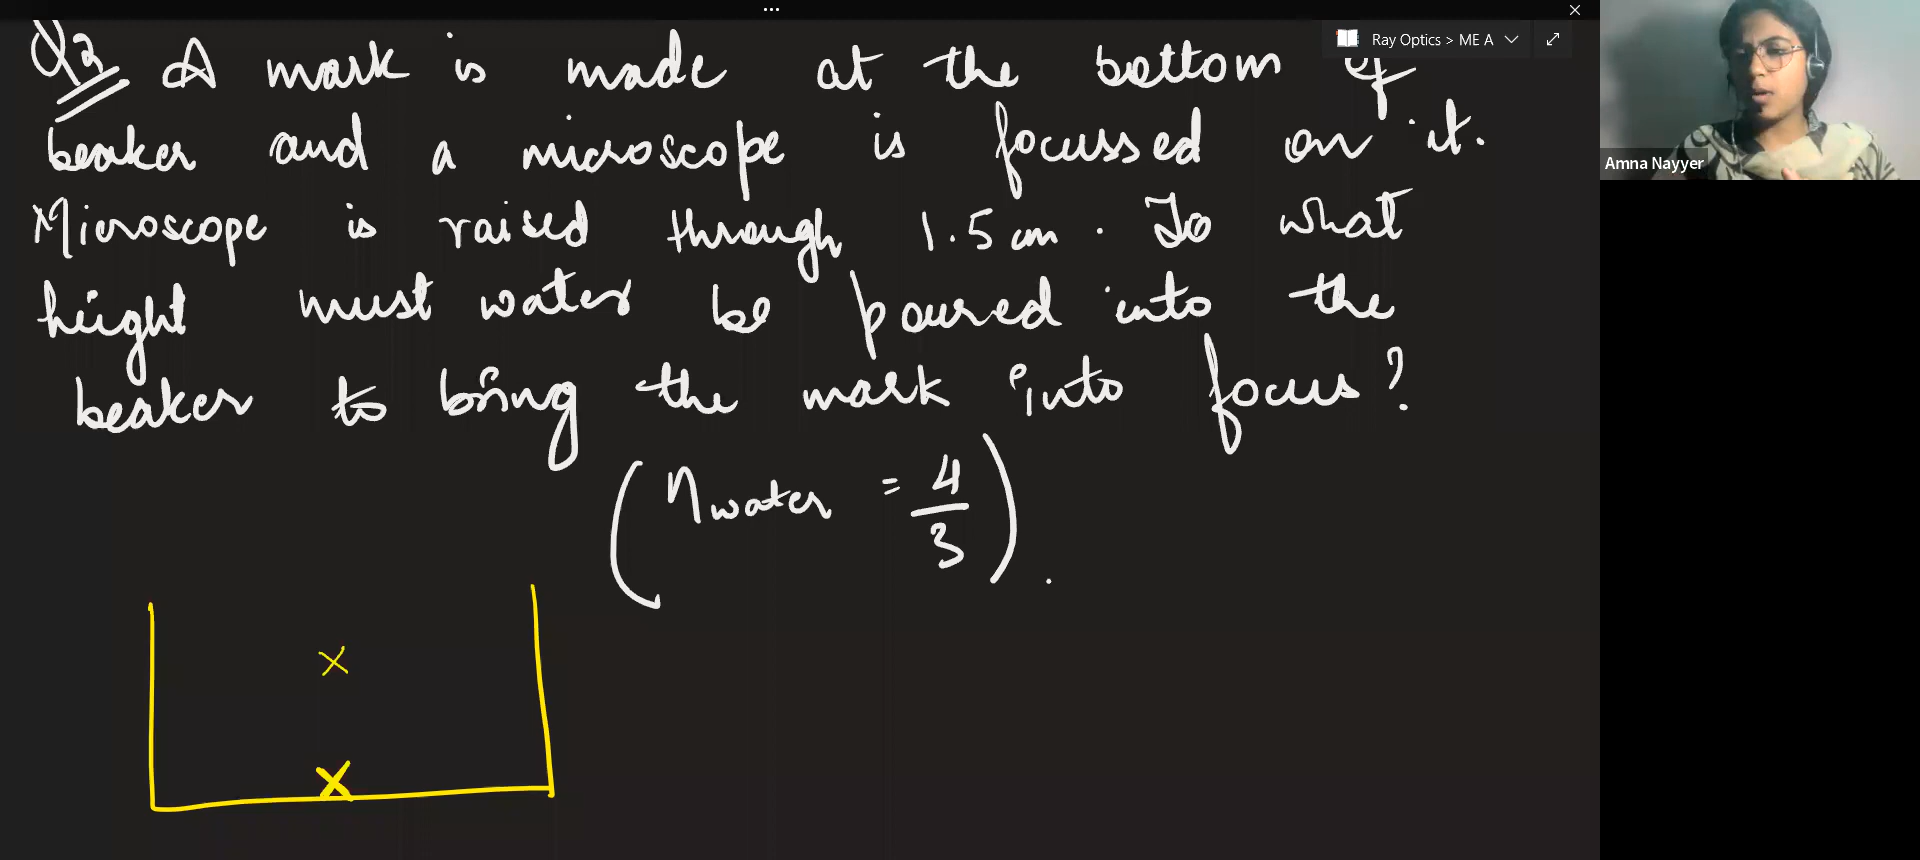 Ray Optics > ME A
Q2 A mark is made at the bottom of
beaker and a microscope is focussed on it.
Microscope is raised through 1.5 cm. To what
height must water be poured into the
beaker to bring the mark into focus?
(ηwater = 4/3).
Amna Nayyer